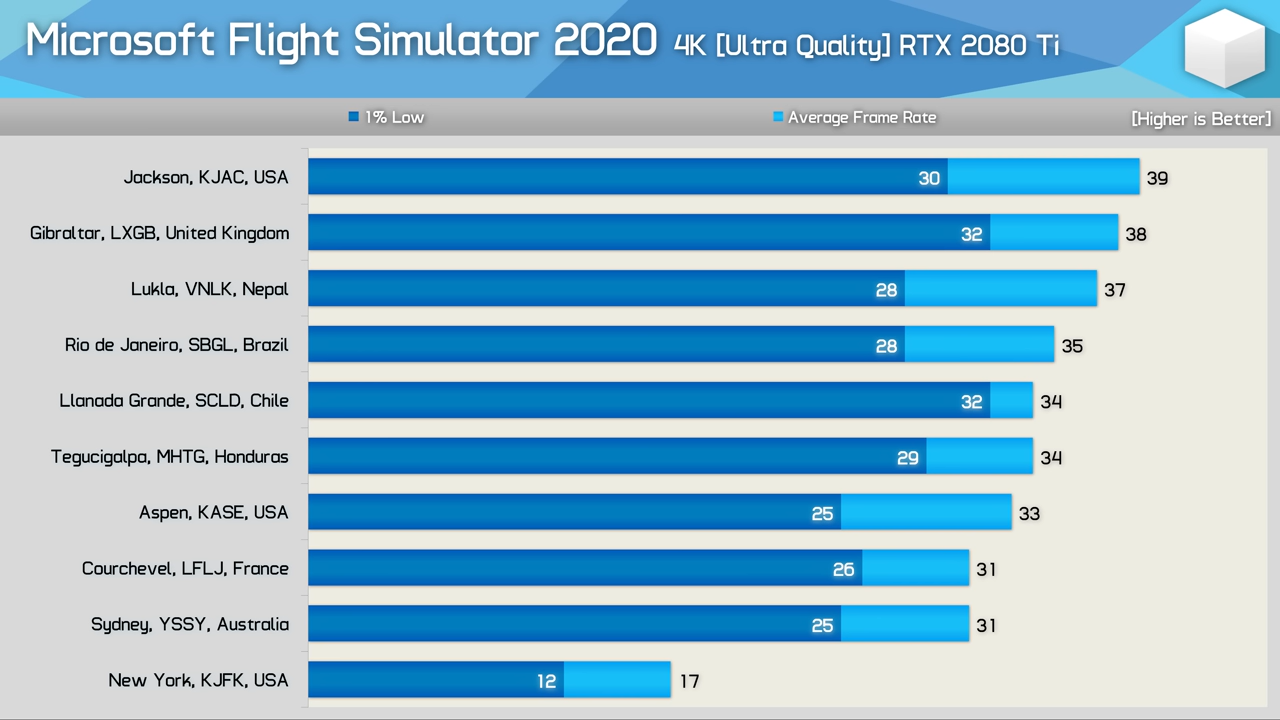 Microsoft Flight Simulator 2020 4K [Ultra Quality] RTX 2080 Ti
1% Low Average Frame Rate [Higher is Better]
Jackson, KJAC, USA 30 39
Gibraltar, LXGB, United Kingdom 32 38
Lukla, VNLK, Nepal 28 37
Rio de Janeiro, SBGL, Brazil 28 35
Llanada Grande, SCLD, Chile 32 34
Tegucigalpa, MHTG, Honduras 29 34
Aspen, KASE, USA 25 33
Courchevel, LFLJ, France 26 31
Sydney, YSSY, Australia 25 31
New York, KJFK, USA 12 17